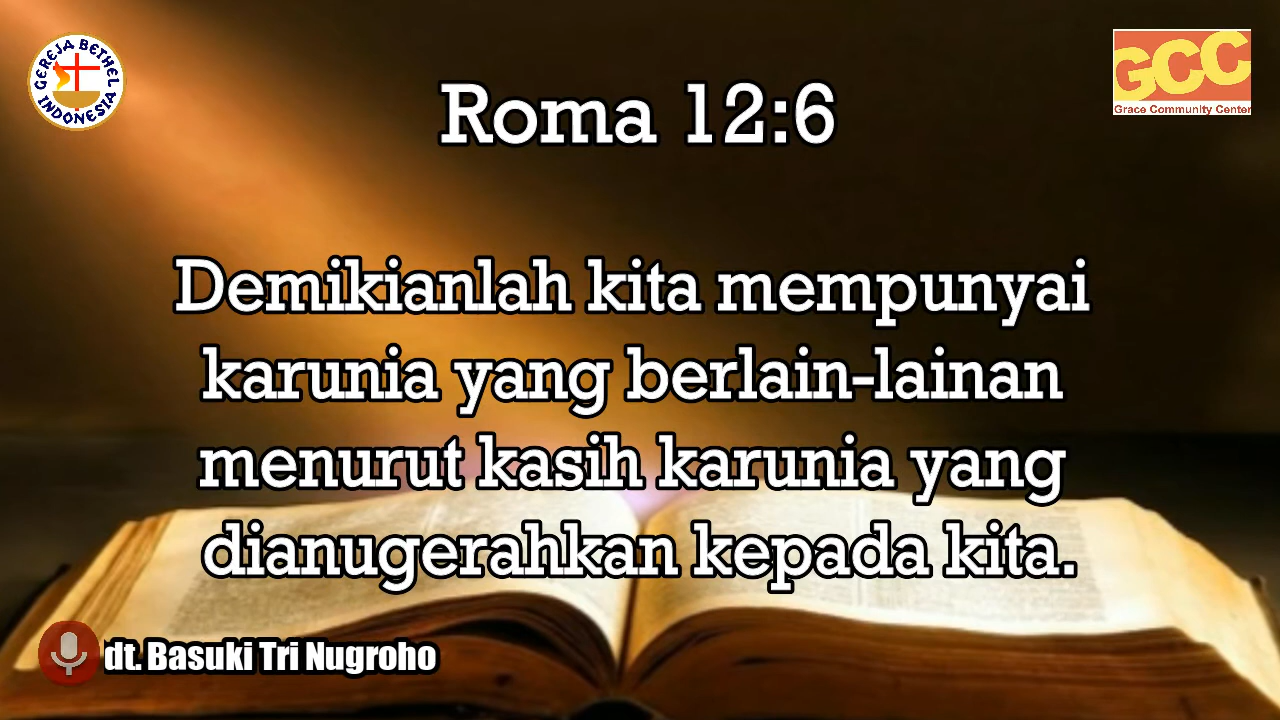 GEREJA BETHEL INDONESIA
GCC
Grace Community Center
Roma 12:6
Demikianlah kita mempunyai
karunia yang berlain-lainan
menurut kasih karunia yang
dianugerahkan kepada kita.
dt. Basuki Tri Nugroho